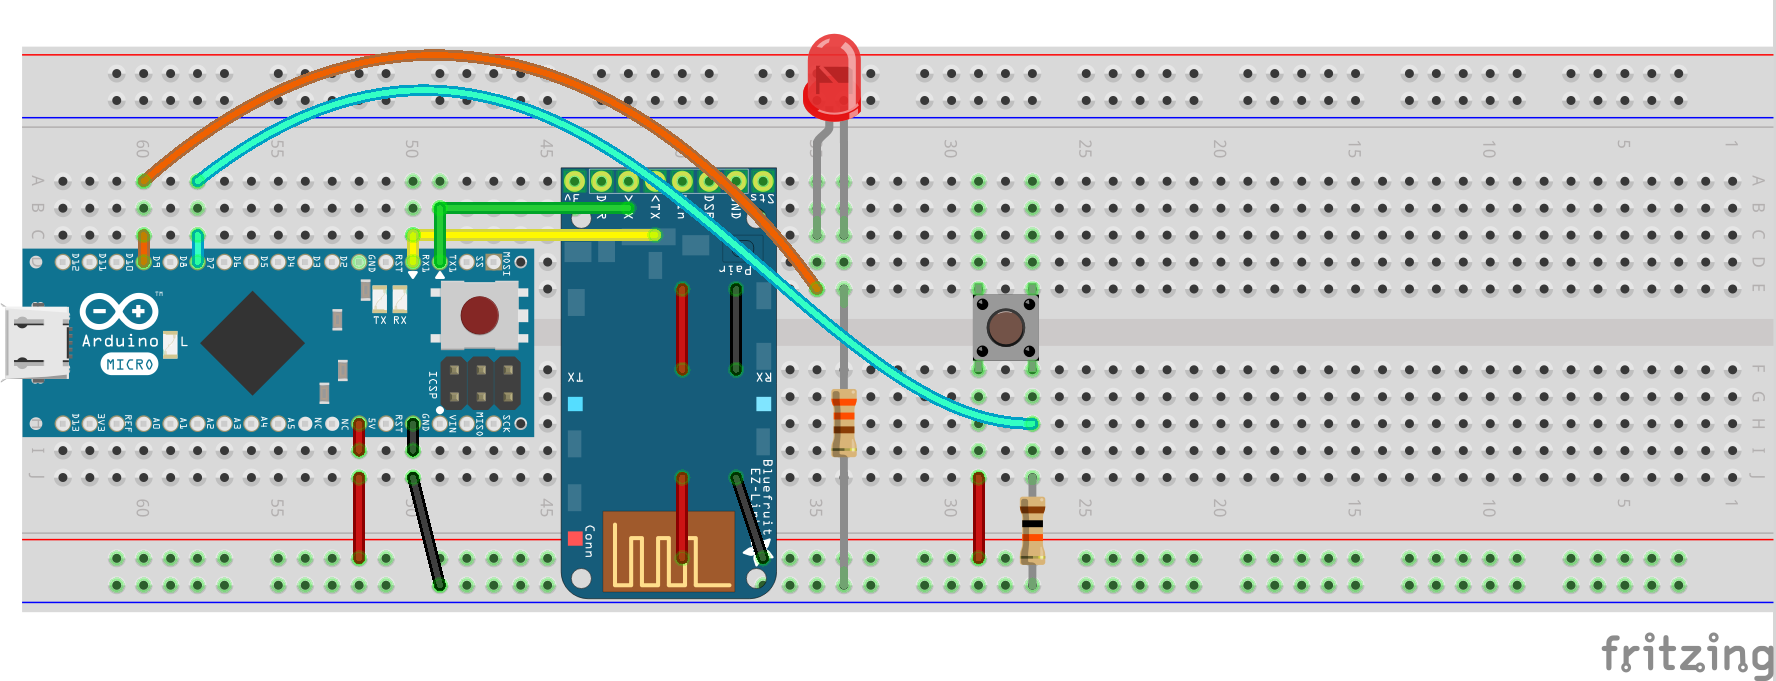 60 55 50 45 35 30 25 20 15 10 5 1
A A
B B
C C
D
E
F
G
H
I I
J J
D12 D11 D10 D9 D8 D7 D6 D5 D4 D3 D2 GND RST RX1 TX1 SS MOSI
TM
Arduino
MICRO
L
TX RX
ICSP
D13 3V3 REF A0 A1 A2 A3 A4 A5 NC NC 5V RST GND VIN MISO SCK
<TX
Pair
TX RX
Bluefruit
EZ-Link
Conn
60 55 50 45 35 30 25 20 15 10 5 1
fritzing